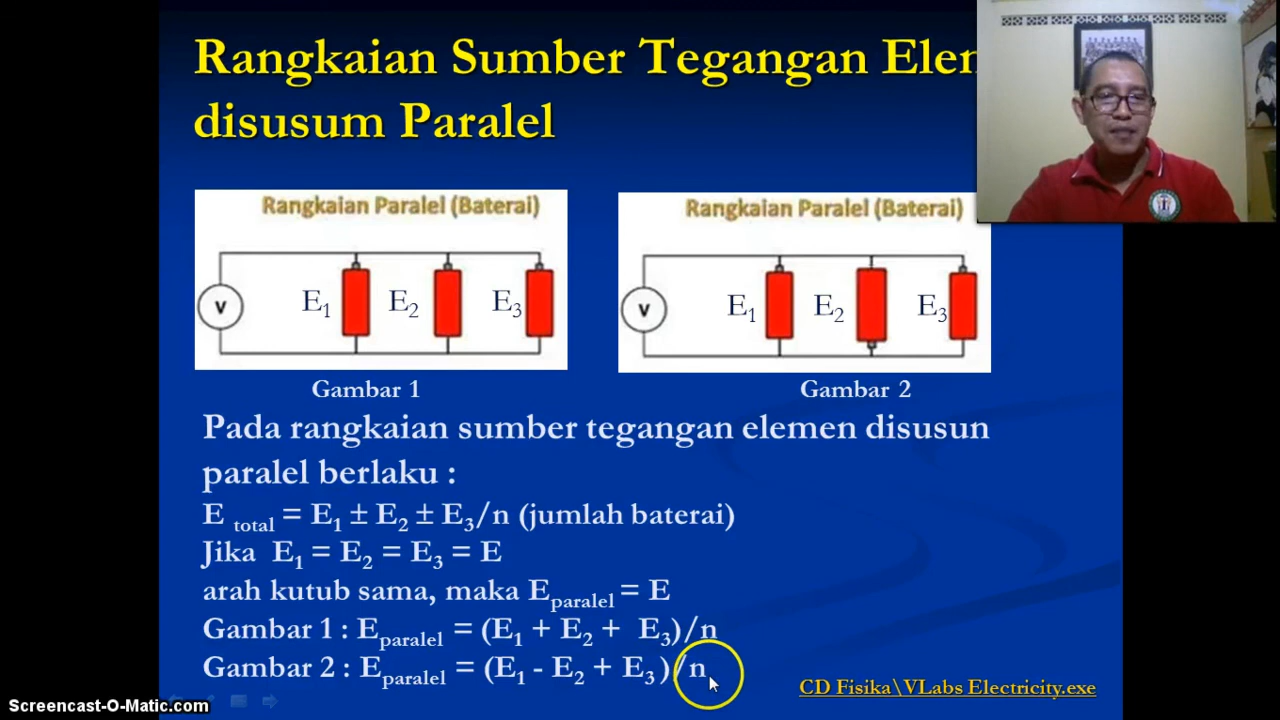 Rangkaian Sumber Tegangan Elem
disusum Paralel
Rangkaian Paralel (Baterai)
V
E1
E2
E3
Gambar 1
Rangkaian Paralel (Baterai)
V
E1
E2
E3
Gambar 2
Pada rangkaian sumber tegangan elemen disusun
paralel berlaku :
E total = E1 ± E2 ± E3/n (jumlah baterai)
Jika E1 = E2 = E3 = E
arah kutub sama, maka Eparalel = E
Gambar 1 : Eparalel = (E1 + E2 + E3)/n
Gambar 2 : Eparalel = (E1 - E2 + E3 )/n
CD Fisika\VLabs Electricity.exe
Screencast-O-Matic.com